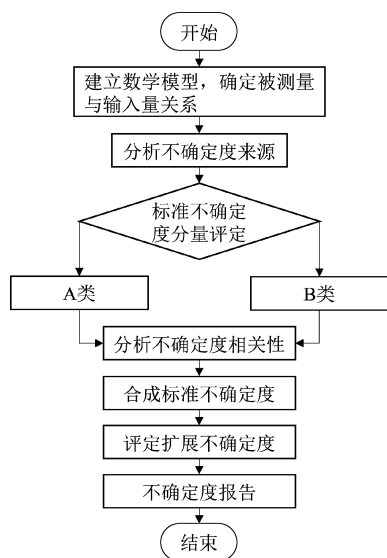 开始
建立数学模型，确定被测量
与输入量关系
分析不确定度来源
标准不确定
度分量评定
A类
B类
分析不确定度相关性
合成标准不确定度
评定扩展不确定度
不确定度报告
结束